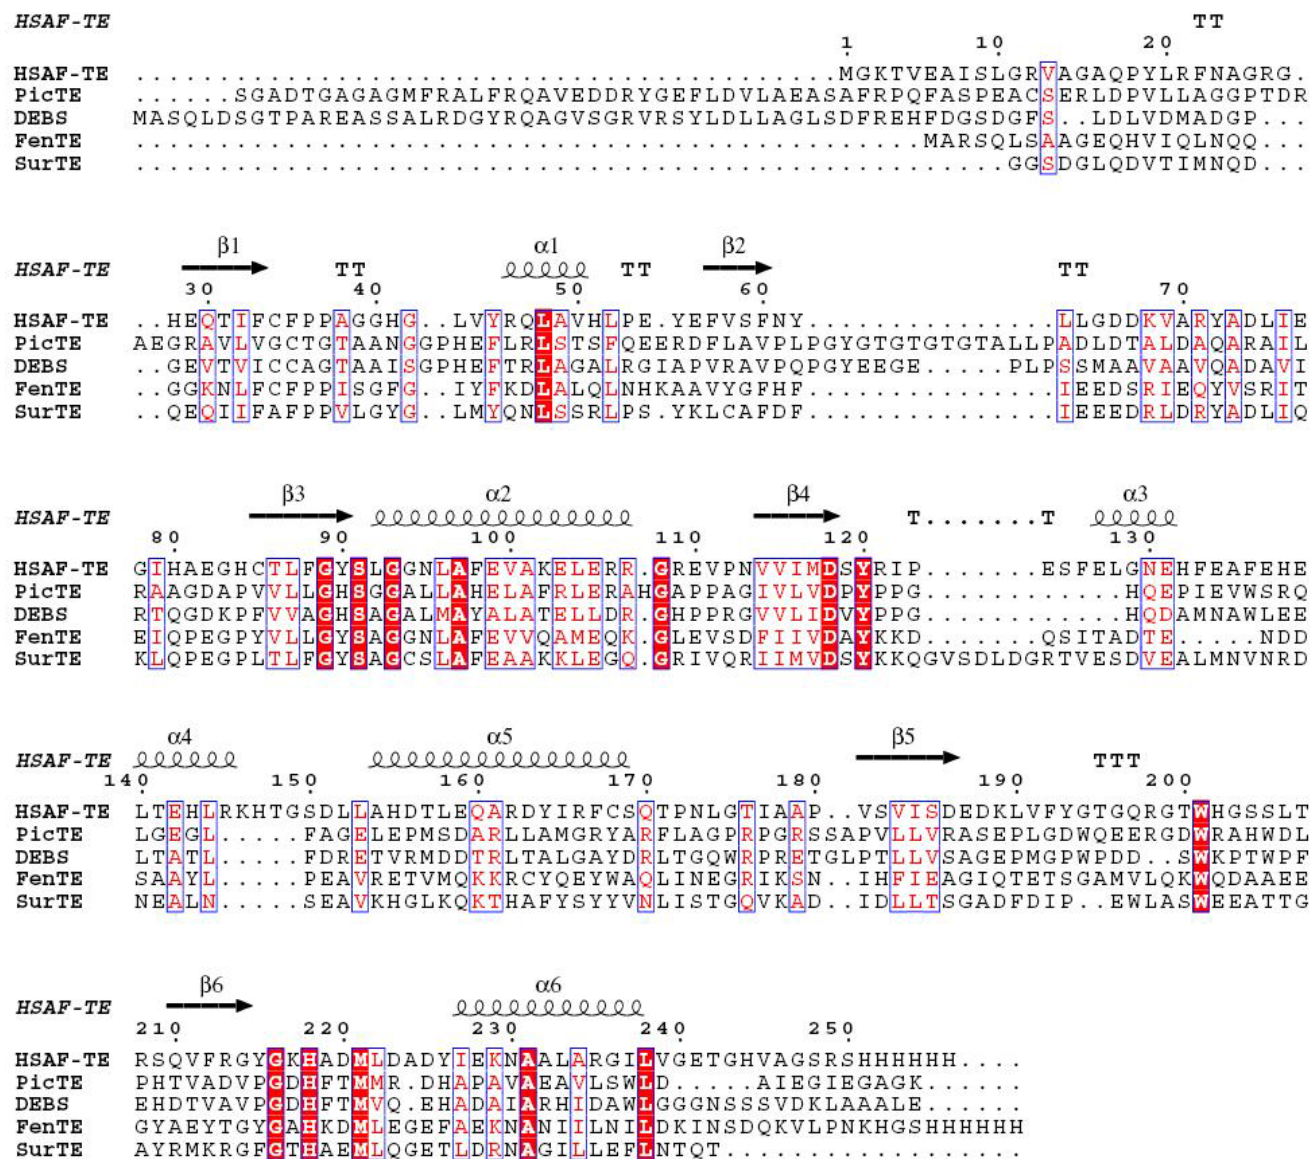 HSAF-TE TT
1 10 20
HSAF-TE ..........................................MGKTVEAISLGRVAGAQPYLRFNAGRG.
PicTE ......SGADTGAGAGMFRALFRQAVEDDRYGEFLDVLAEASAFRPQFASPEACSERLDPVLLAGGPTDR
DEBS MASQLDSGTPAREASSALRDGYRQAGVSGRVRSYLDLLAGLSDFREHFDGSDGFS..LDLVDMADGP...
FenTE ...............................................MARSQLSAAGEQHVIQLNQQ...
SurTE ....................................................GGSDGLQDVTIMNQD...
β1 α1 β2
HSAF-TE TT TT TT
30 40 50 60 70
HSAF-TE ..HEQTIFCFPPAGGHG..LVYRQLAVHLPE.YEFVSFNY...............LLGDDKVARYADLIE
PicTE AEGRAVLVGCTGTAANGGPHEFLRLSTSFQEERDFLAVPLPGYGTGTGTGTALLPADLDTALDAQARAIL
DEBS ..GEVTVICCAGTAAISGPHEFTRLAGALRGIAPVRAVPQPGYEEGE.....PLPSSMAAVAAVQADAVI
FenTE ..GGKNLFCFPPISGFG..IYFKDLALQLNHKAAVYGFHF...............IEEDSRIEQYVSRIT
SurTE ..QEQIIFAFPPVLGYG..LMYQNLSSRLPS.YKLCAFDF...............IEEEDRLDRYADLIQ
β3 α2 β4 α3
HSAF-TE T.......T
80 90 100 110 120 130
HSAF-TE GIHAEGHCTLFGYSLGGNLAFEVAKELERR.GREVPNVVIMDSYRIP........ESFELGNEHFEAFEHE
PicTE RAAGDAPVVLLGHSGGALLAHELAFRLERAHGAPPAGIVLVDPYPPG.............HQEPIEVWSRQ
DEBS RTQGDKPFVVAGHSAGALMAYALATELLDR.GHPPRGVVLIDVYPPG.............HQDAMNAWLEE
FenTE EIQPEGPYVLLGYSAGGNLAFEVVQAMEQK.GLEVSDFIIVDAYKKD........QSITADTE.....NDD
SurTE KLQPEGPLTLFGYSAGCSLAFEAAKKLEGQ.GRIVQRIIMVDSYKKQGVSDLDGRTVESDVEALMNVNRD
α4 α5 β5
HSAF-TE TTT
140 150 160 170 180 190 200
HSAF-TE LTEHLRKHTGSDLLAHDTLEQARDYIRFCSQTPNLGTIAAP..VSVISDEDKLVFYGTGQRGTWHGSSLT
PicTE LGEGL.....FAGELEPMSDARLLAMGRYARFLAGPRPGRSSAPVLLVRASEPLGDWQEERGDWRAHWDL
DEBS LTATL.....FDRETVRMDDTRLTALGAYDRLTGQWRPRETGLPTLLVSAGEPMGPWPDD..SWKPTWPF
FenTE SAAYL.....PEAVRETVMQKKRCYQEYWAQLINEGRIKSN..IHFIEAGIQTETSGAMVLQKWQDAAEE
SurTE NEALN.....SEAVKHGLKQKTHAFYSYYVNLISTGQVKAD..IDLLTSGADFDIP..EWLASWEEATTG
β6 α6
HSAF-TE
210 220 230 240 250
HSAF-TE RSQVFRGYGKHADMLDADYIEKNAALARGILVGETGHVAGSRSHHHHHH....
PicTE PHTVADVPGDHFTMMR.DHAPAVAEAVLSWLD.....AIEGIEGAGK......
DEBS EHDTVAVPGDHFTMVQ.EHADAIARHIDAWLGGGNSSSVDKLAAALE......
FenTE GYAEYTGYGAHKDMLEGEFAEKNANIILNILDKINSDQKVLPNKHGSHHHHHH
SurTE AYRMKRGFGTHAEMLQGETLDRNAGILLEFLNTQT..................